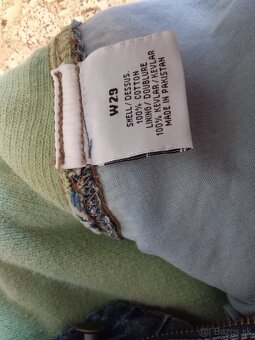 W29
SHELL/DESSUS:
100% COTTON
LINING/DOUBLURE
100% KEVLAR/KEVLAR
MADE IN PAKISTAN